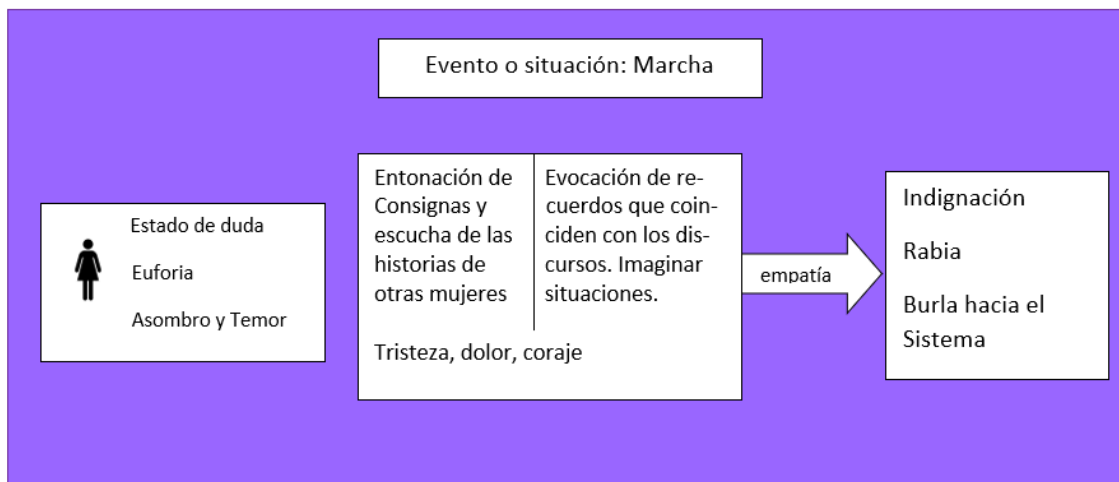 Evento o situación: Marcha
Estado de duda
Euforia
Asombro y Temor
Entonación de
Consignas y
escucha de las
historias de
otras mujeres
Evocación de re-
cuerdos que coin-
ciden con los dis-
cursos. Imaginar
situaciones.
Tristeza, dolor, coraje
empatía
Indignación
Rabia
Burla hacia el
Sistema